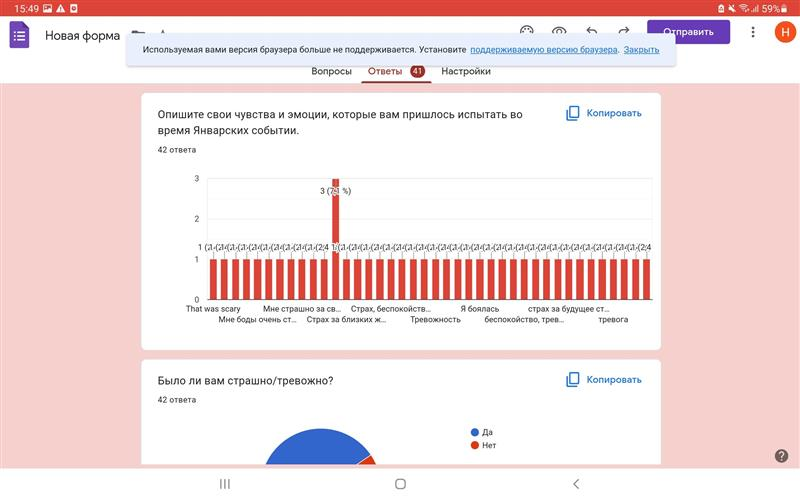 15:49
59%
Новая форма
Отправить
Н
Используемая вами версия браузера больше не поддерживается. Установите поддерживаемую версию браузера. Закрыть
Вопросы Ответы 41 Настройки
Опишите свои чувства и эмоции, которые вам пришлось испытать во
время Январских событии.
Копировать
42 ответа
3
3 (7,1 %)
2
1
0
That was scary Мне страшно за св... Страх, беспокойств... Я боялась страх за будущее ст...
Мне боды очень ст... Страх за близких ж... Тревожность беспокойство, трев... тревога
Было ли вам страшно/тревожно?
Копировать
42 ответа
Да
Нет